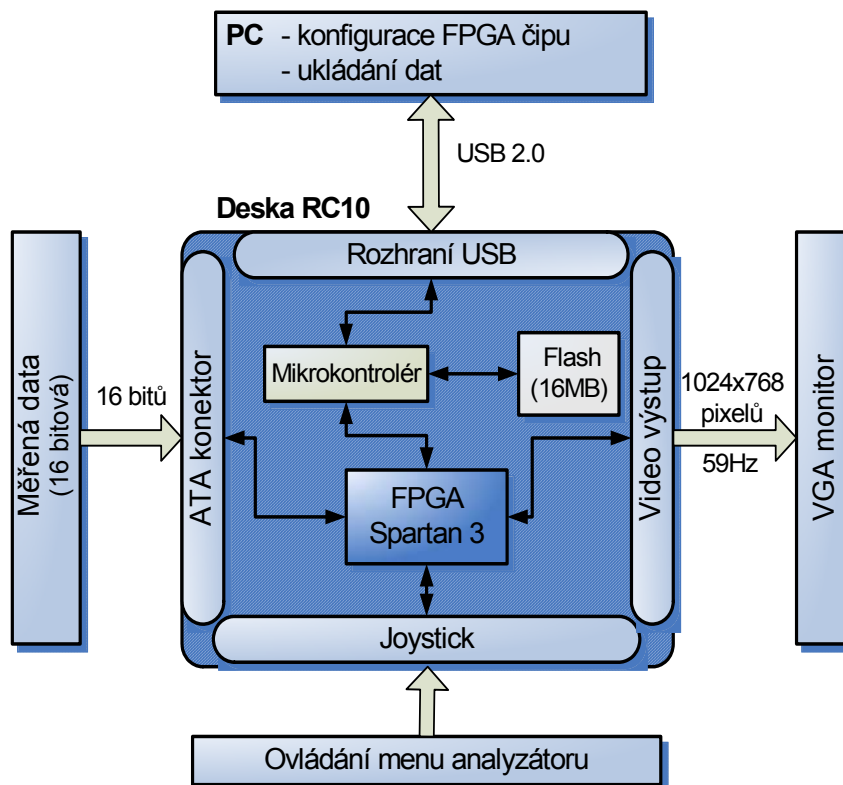 PC - konfigurace FPGA čipu
- ukládání dat
USB 2.0
Deska RC10
Rozhraní USB
Měřená data
(16 bitová)
16 bitů
ATA konektor
Mikrokontrolér
Flash
(16MB)
FPGA
Spartan 3
Video výstup
1024x768
pixelů
59Hz
VGA monitor
Joystick
Ovládání menu analyzátoru